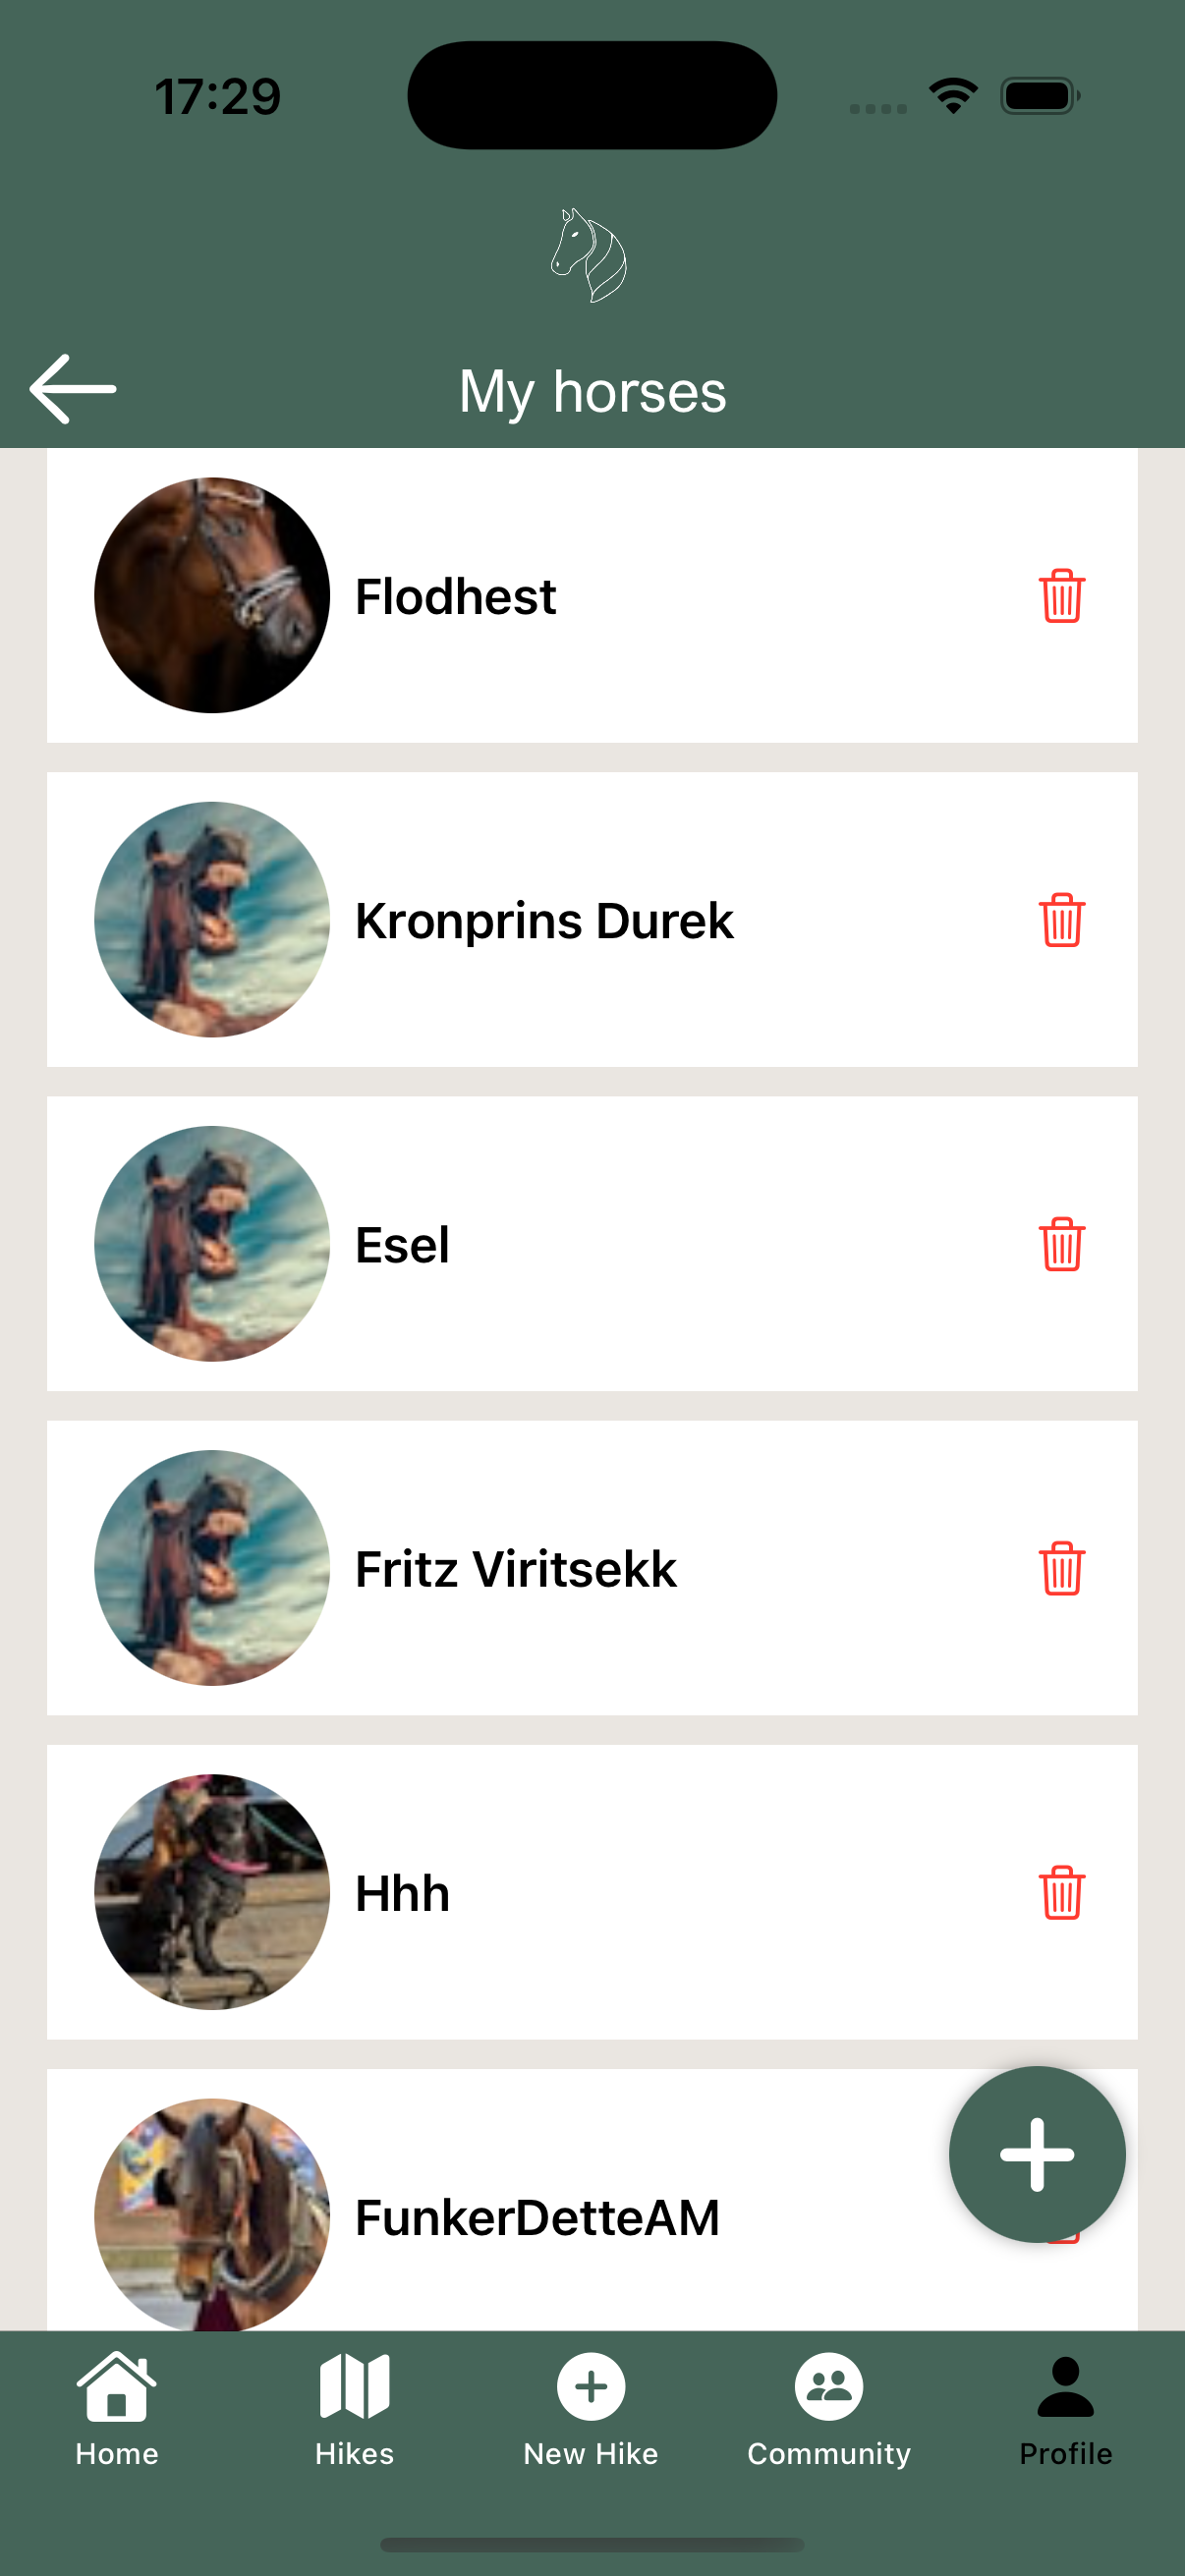 17:29
My horses
Flodhest
Kronprins Durek
Esel
Fritz Viritsekk
Hhh
FunkerDetteAM
Home
Hikes
New Hike
Community
Profile